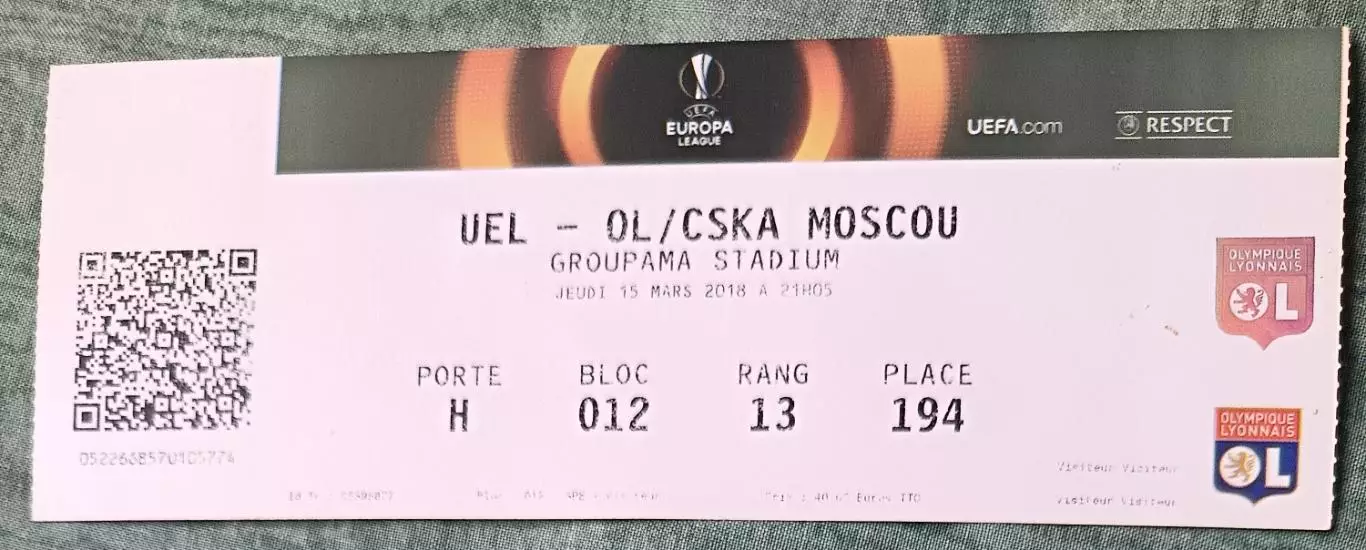 UEFA
EUROPA
LEAGUE
UEFA.com
RESPECT
UEL - OL/CSKA MOSCOU
GROUPAMA STADIUM
JEUDI 15 MARS 2018 A 21H05
OLYMPIQUE
LYONNAIS
OL
PORTE BLOC RANG PLACE
H 012 13 194
OLYMPIQUE
LYONNAIS
OL
Visiteur Visiteur
Visiteur Visiteur